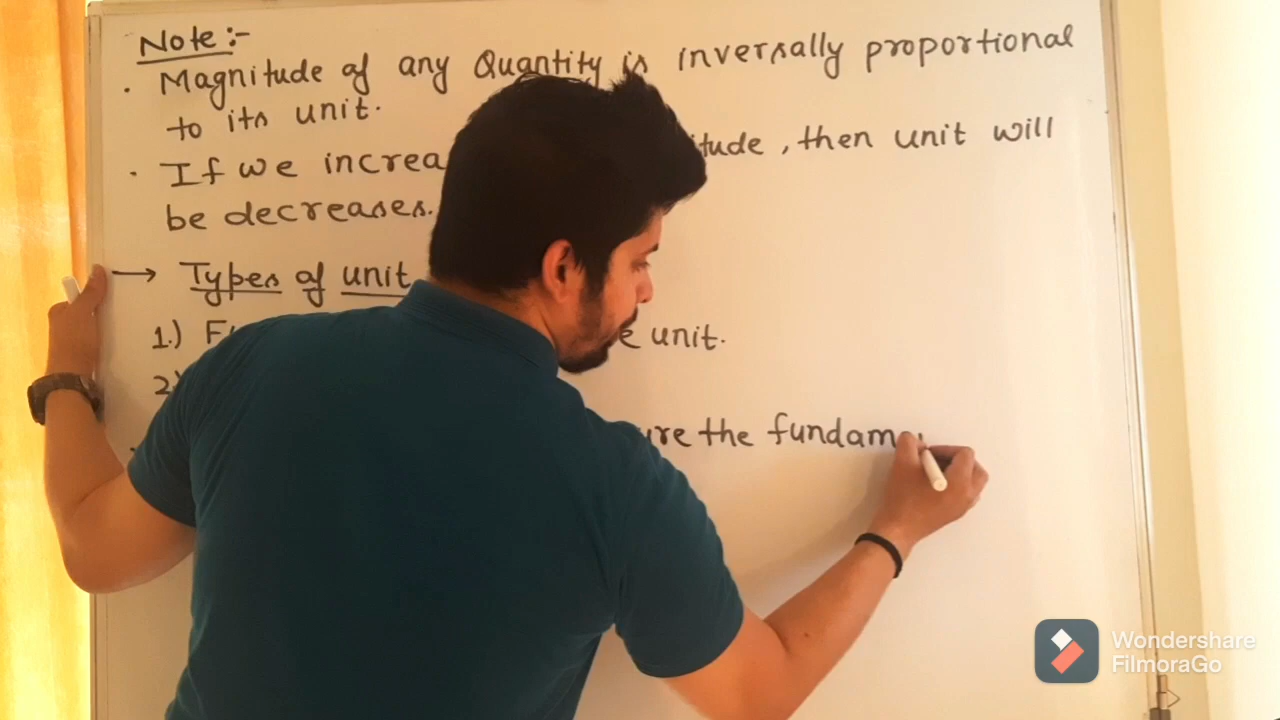 Note:-
. Magnitude of any Quantity is inversally proportional
to its unit.
. If we increa tude, then unit will
be decreases.
→ Types of unit
1.) F e unit.
2)
ure the fundam
Wondershare
FilmoraGo